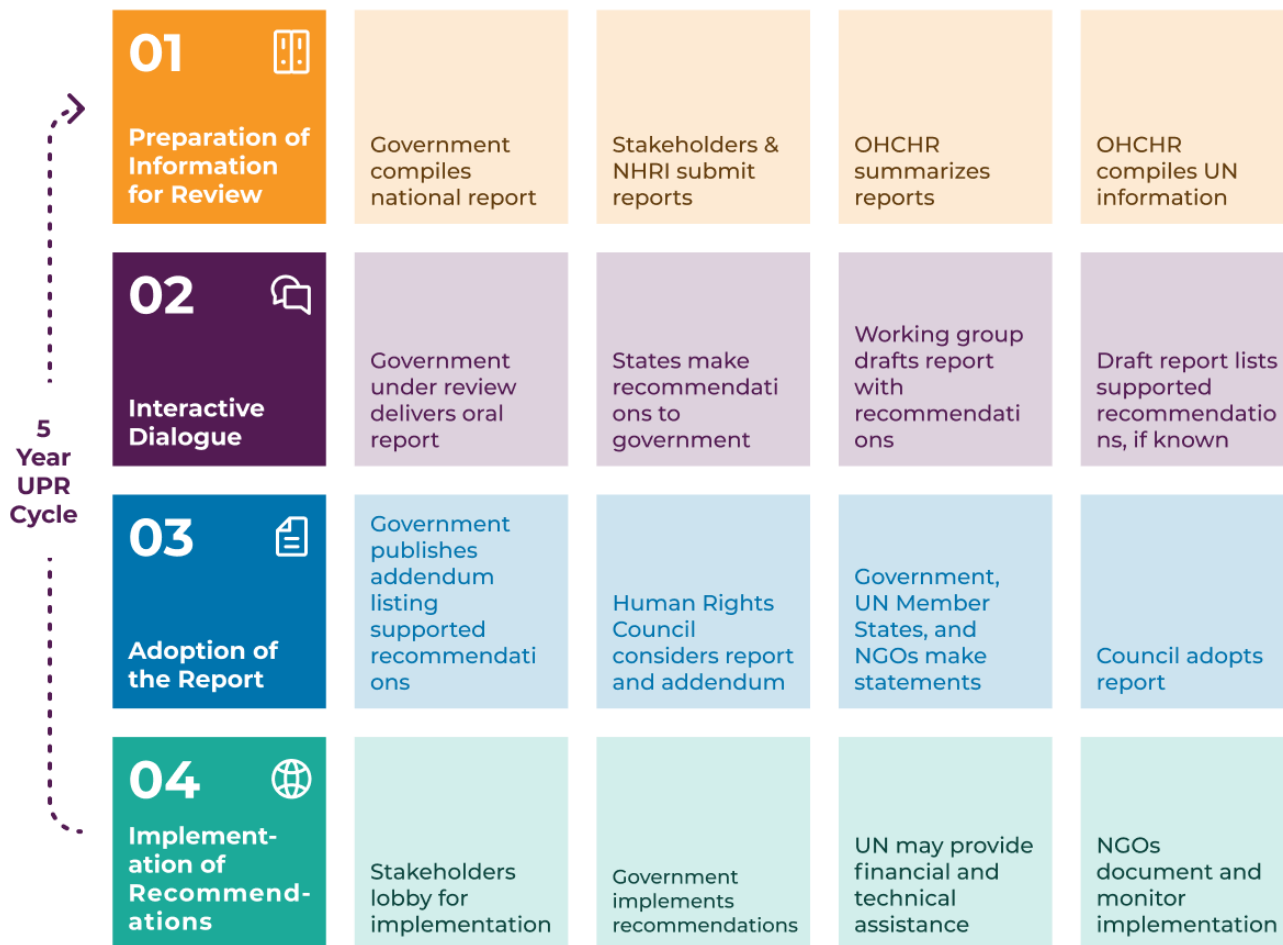 5
Year
UPR
Cycle
01
Preparation of
Information
for Review
Government
compiles
national report
Stakeholders &
NHRI submit
reports
OHCHR
summarizes
reports
OHCHR
compiles UN
information
02
Interactive
Dialogue
Government
under review
delivers oral
report
States make
recommendati
ons to
government
Working group
drafts report
with
recommendati
ons
Draft report lists
supported
recommendatio
ns, if known
03
Adoption of
the Report
Government
publishes
addendum
listing
supported
recommendati
ons
Human Rights
Council
considers report
and addendum
Government,
UN Member
States, and
NGOs make
statements
Council adopts
report
04
Implement-
ation of
Recommend-
ations
Stakeholders
lobby for
implementation
Government
implements
recommendations
UN may provide
financial and
technical
assistance
NGOs
document and
monitor
implementation